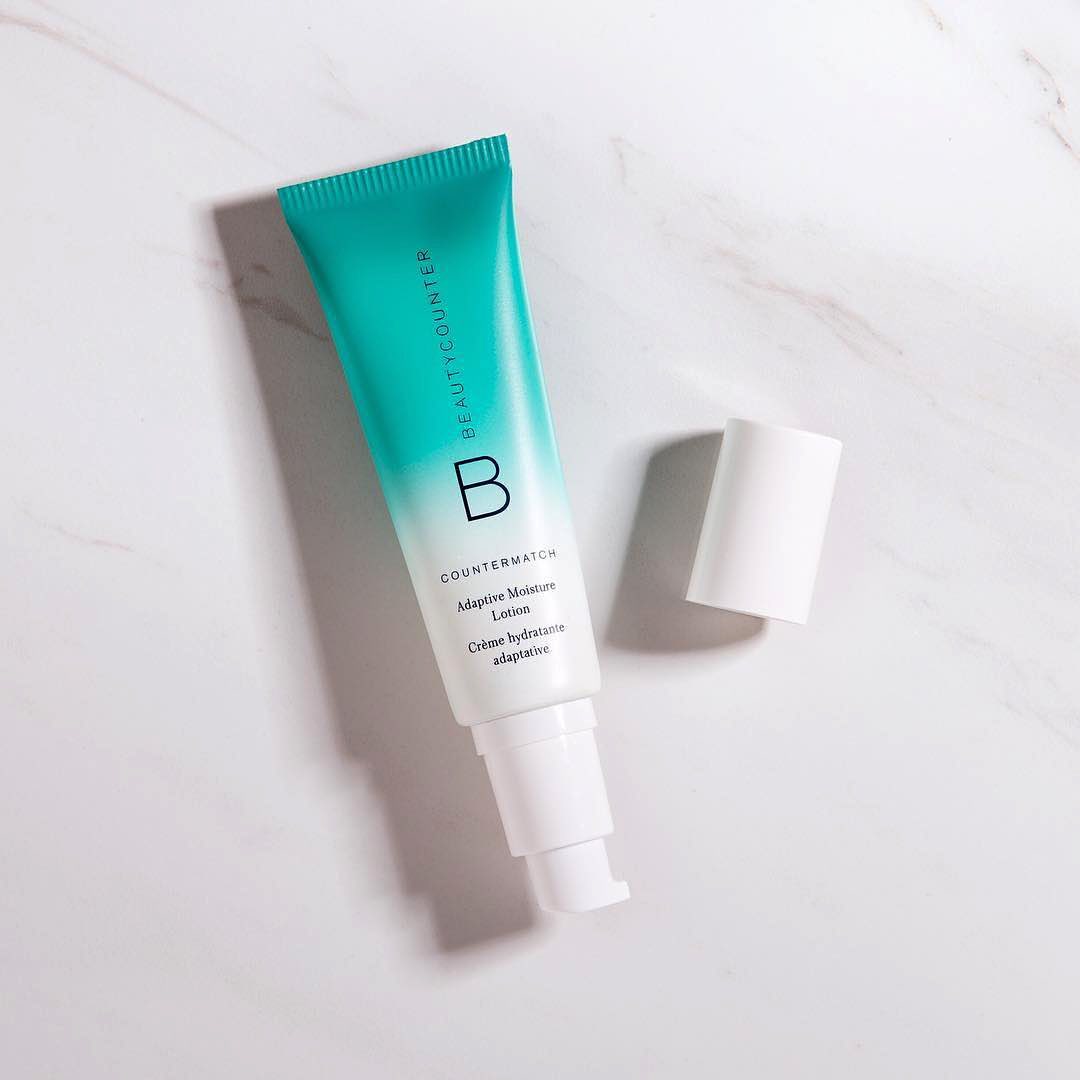 BEAUTYCOUNTER
B
COUNTERMATCH
Adaptive Moisture
Lotion
Crème hydratante
adaptative